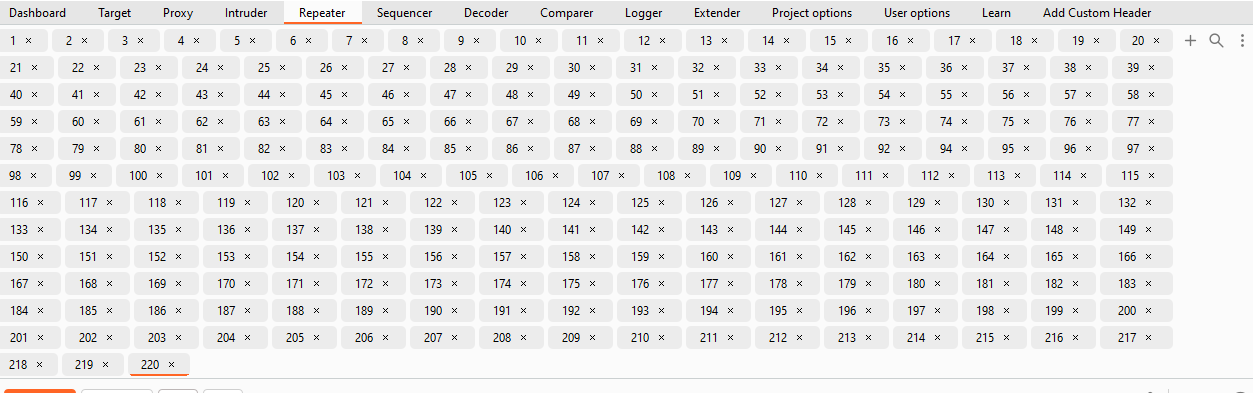 Dashboard Target Proxy Intruder Repeater Sequencer Decoder Comparer Logger Extender Project options User options Learn Add Custom Header
1 × 2 × 3 × 4 × 5 × 6 × 7 × 8 × 9 × 10 × 11 × 12 × 13 × 14 × 15 × 16 × 17 × 18 × 19 × 20 × +
21 × 22 × 23 × 24 × 25 × 26 × 27 × 28 × 29 × 30 × 31 × 32 × 33 × 34 × 35 × 36 × 37 × 38 × 39 ×
40 × 41 × 42 × 43 × 44 × 45 × 46 × 47 × 48 × 49 × 50 × 51 × 52 × 53 × 54 × 55 × 56 × 57 × 58 ×
59 × 60 × 61 × 62 × 63 × 64 × 65 × 66 × 67 × 68 × 69 × 70 × 71 × 72 × 73 × 74 × 75 × 76 × 77 ×
78 × 79 × 80 × 81 × 82 × 83 × 84 × 85 × 86 × 87 × 88 × 89 × 90 × 91 × 92 × 94 × 95 × 96 × 97 ×
98 × 99 × 100 × 101 × 102 × 103 × 104 × 105 × 106 × 107 × 108 × 109 × 110 × 111 × 112 × 113 × 114 × 115 ×
116 × 117 × 118 × 119 × 120 × 121 × 122 × 123 × 124 × 125 × 126 × 127 × 128 × 129 × 130 × 131 × 132 ×
133 × 134 × 135 × 136 × 137 × 138 × 139 × 140 × 141 × 142 × 143 × 144 × 145 × 146 × 147 × 148 × 149 ×
150 × 151 × 152 × 153 × 154 × 155 × 156 × 157 × 158 × 159 × 160 × 161 × 162 × 163 × 164 × 165 × 166 ×
167 × 168 × 169 × 170 × 171 × 172 × 173 × 174 × 175 × 176 × 177 × 178 × 179 × 180 × 181 × 182 × 183 ×
184 × 185 × 186 × 187 × 188 × 189 × 190 × 191 × 192 × 193 × 194 × 195 × 196 × 197 × 198 × 199 × 200 ×
201 × 202 × 203 × 204 × 205 × 206 × 207 × 208 × 209 × 210 × 211 × 212 × 213 × 214 × 215 × 216 × 217 ×
218 × 219 × 220 ×